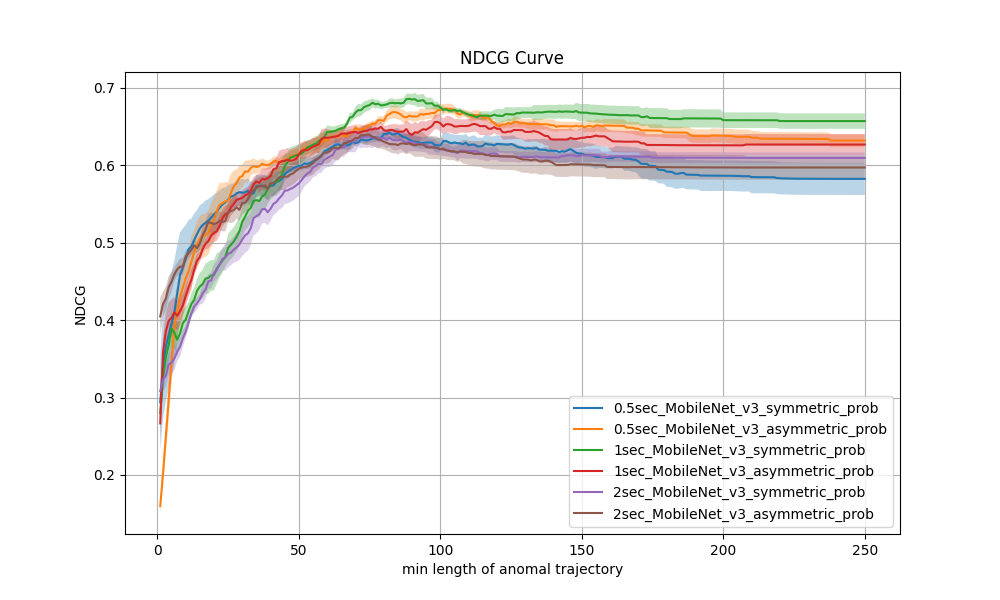 NDCG Curve
NDCG
0.7
0.6
0.5
0.4
0.3
0.2
0.5sec_MobileNet_v3_symmetric_prob
0.5sec_MobileNet_v3_asymmetric_prob
1sec_MobileNet_v3_symmetric_prob
1sec_MobileNet_v3_asymmetric_prob
2sec_MobileNet_v3_symmetric_prob
2sec_MobileNet_v3_asymmetric_prob
0 50 100 150 200 250
min length of anomal trajectory